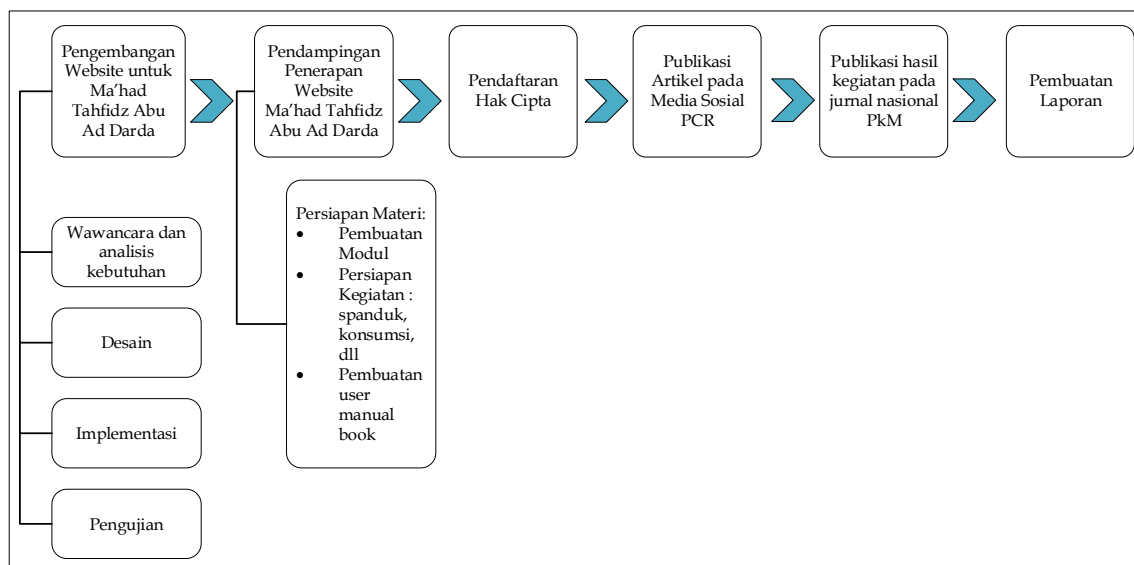 Pengembangan
Website untuk
Ma'had
Tahfidz Abu
Ad Darda
Pendampingan
Penerapan
Website
Ma'had Tahfidz
Abu Ad Darda
Pendaftaran
Hak Cipta
Publikasi
Artikel pada
Media Sosial
PCR
Publikasi hasil
kegiatan pada
jurnal nasional
PkM
Pembuatan
Laporan
Wawancara dan
analisis
kebutuhan
Desain
Implementasi
Pengujian
Persiapan Materi:
• Pembuatan
Modul
• Persiapan
Kegiatan :
spanduk,
konsumsi,
dll
• Pembuatan
user
manual
book